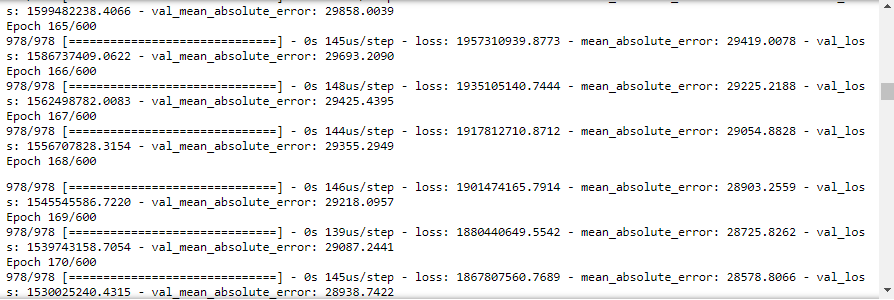 s: 1599482238.4066 - val_mean_absolute_error: 29858.0039
Epoch 165/600
978/978 [==============================] - 0s 145us/step - loss: 1957310939.8773 - mean_absolute_error: 29419.0078 - val_los
s: 1586737409.0622 - val_mean_absolute_error: 29693.2090
Epoch 166/600
978/978 [==============================] - 0s 148us/step - loss: 1935105140.7444 - mean_absolute_error: 29225.2188 - val_los
s: 1562498782.0083 - val_mean_absolute_error: 29425.4395
Epoch 167/600
978/978 [==============================] - 0s 144us/step - loss: 1917812710.8712 - mean_absolute_error: 29054.8828 - val_los
s: 1556707828.3154 - val_mean_absolute_error: 29355.2949
Epoch 168/600
978/978 [==============================] - 0s 146us/step - loss: 1901474165.7914 - mean_absolute_error: 28903.2559 - val_los
s: 1545545586.7220 - val_mean_absolute_error: 29218.0957
Epoch 169/600
978/978 [==============================] - 0s 139us/step - loss: 1880440649.5542 - mean_absolute_error: 28725.8262 - val_los
s: 1539743158.7054 - val_mean_absolute_error: 29087.2441
Epoch 170/600
978/978 [==============================] - 0s 145us/step - loss: 1867807560.7689 - mean_absolute_error: 28578.8066 - val_los
s: 1530025240.4315 - val_mean_absolute_error: 28938.7422